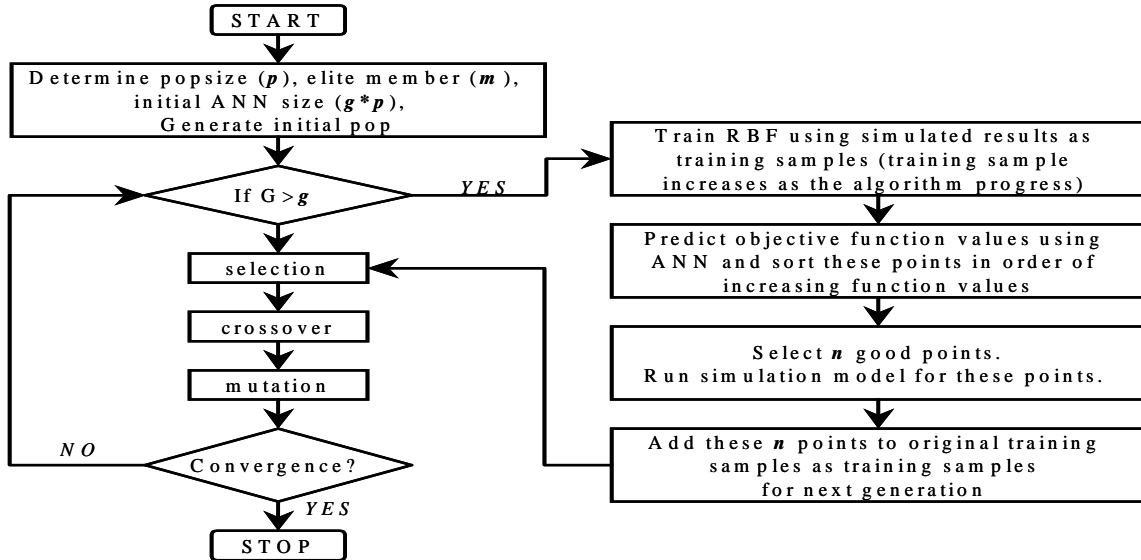 START
Determine popsize (p), elite member (m),
initial ANN size (g*p),
Generate initial pop
If G>g
YES
selection
crossover
mutation
Convergence?
NO
YES
STOP
Train RBF using simulated results as
training samples (training sample
increases as the algorithm progress)
Predict objective function values using
ANN and sort these points in order of
increasing function values
Select n good points.
Run simulation model for these points.
Add these n points to original training
samples as training samples
for next generation